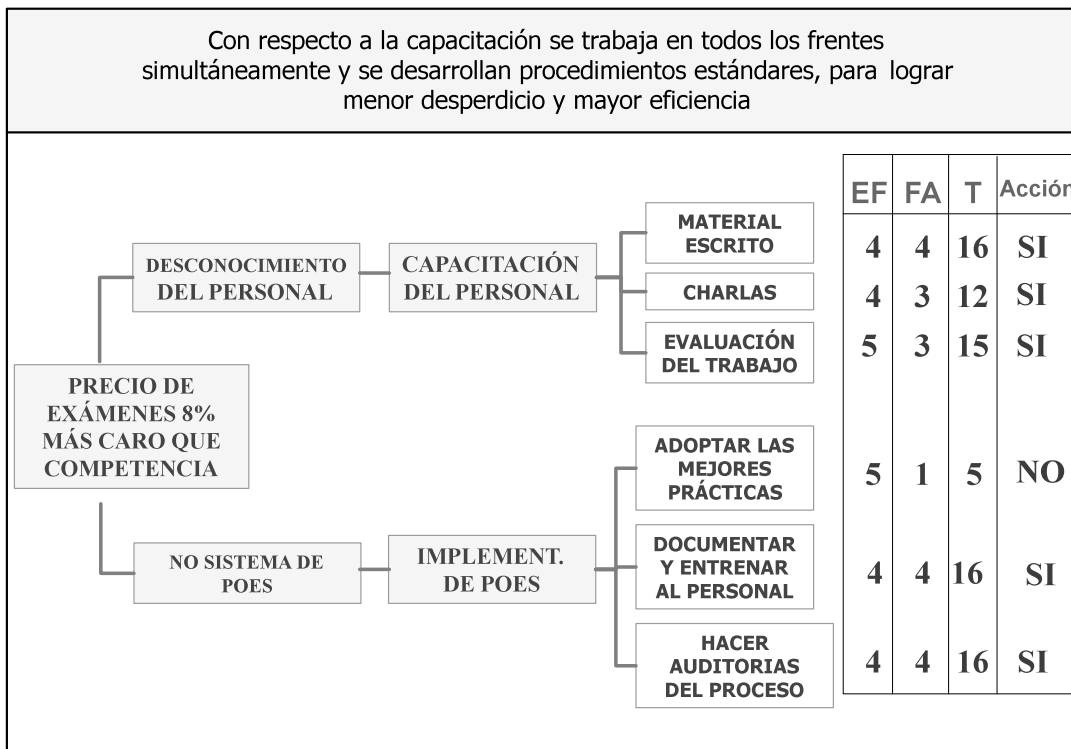 Con respecto a la capacitación se trabaja en todos los frentes
simultáneamente y se desarrollan procedimientos estándares, para lograr
menor desperdicio y mayor eficiencia
EF FA T Acción
MATERIAL
ESCRITO
4 4 16 SI
DESCONOCIMIENTO
DEL PERSONAL
CAPACITACIÓN
DEL PERSONAL
CHARLAS
4 3 12 SI
EVALUACIÓN
DEL TRABAJO
5 3 15 SI
PRECIO DE
EXÁMENES 8%
MÁS CARO QUE
COMPETENCIA
ADOPTAR LAS
MEJORES
PRÁCTICAS
5 1 5 NO
NO SISTEMA DE
POES
IMPLEMENT.
DE POES
DOCUMENTAR
Y ENTRENAR
AL PERSONAL
4 4 16 SI
HACER
AUDITORIAS
DEL PROCESO
4 4 16 SI